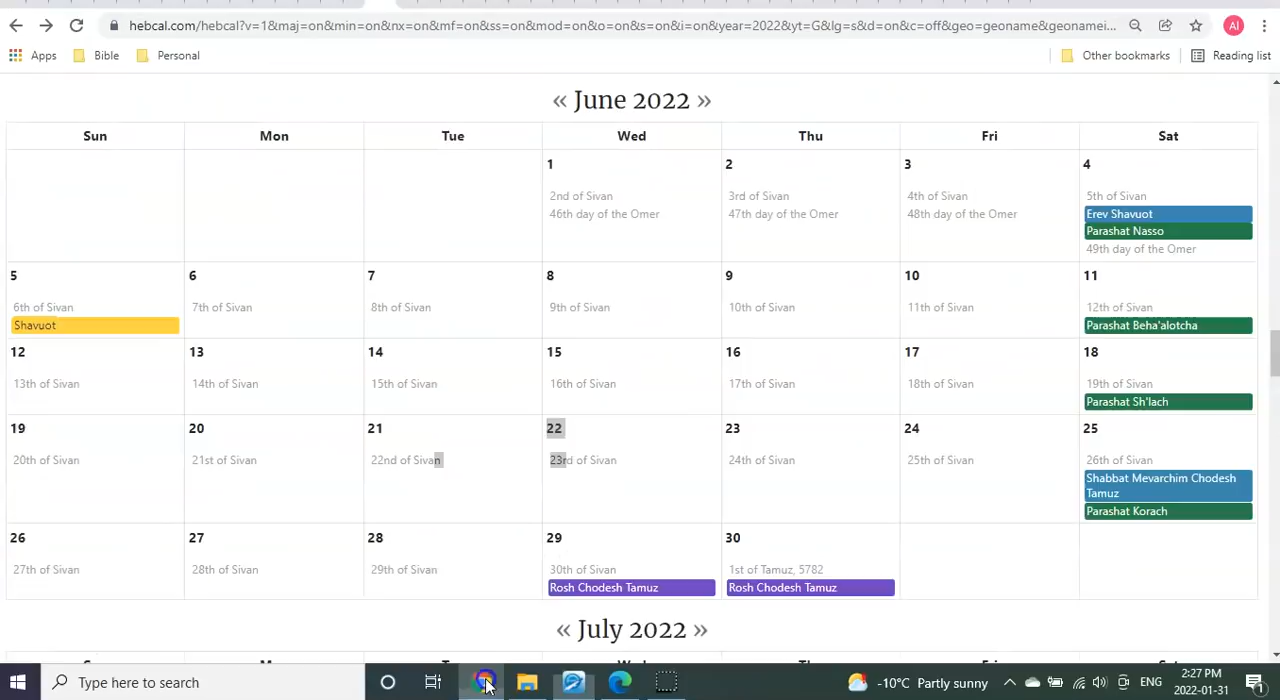 hebcal.com/hebcal?v=1&maj=on&min=on&nx=on&mf=on&ss=on&mod=on&o=on&s=on&i=on&year=2022&yt=G&lg=s&d=on&c=off&geo=geoname&geonamei...
AI
Apps Bible Personal Other bookmarks Reading list
« June 2022 »
Sun Mon Tue Wed Thu Fri Sat
1 2 3 4
2nd of Sivan 3rd of Sivan 4th of Sivan 5th of Sivan
46th day of the Omer 47th day of the Omer 48th day of the Omer Erev Shavuot
Parashat Nasso
49th day of the Omer
5 6 7 8 9 10 11
6th of Sivan 7th of Sivan 8th of Sivan 9th of Sivan 10th of Sivan 11th of Sivan 12th of Sivan
Shavuot Parashat Beha'alotcha
12 13 14 15 16 17 18
13th of Sivan 14th of Sivan 15th of Sivan 16th of Sivan 17th of Sivan 18th of Sivan 19th of Sivan
Parashat Sh'lach
19 20 21 22 23 24 25
20th of Sivan 21st of Sivan 22nd of Sivan 23rd of Sivan 24th of Sivan 25th of Sivan 26th of Sivan
Shabbat Mevarchim Chodesh
Tamuz
Parashat Korach
26 27 28 29 30
27th of Sivan 28th of Sivan 29th of Sivan 30th of Sivan 1st of Tamuz, 5782
Rosh Chodesh Tamuz Rosh Chodesh Tamuz
« July 2022 »
Type here to search -10°C Partly sunny ENG 2:27 PM
2022-01-31
1